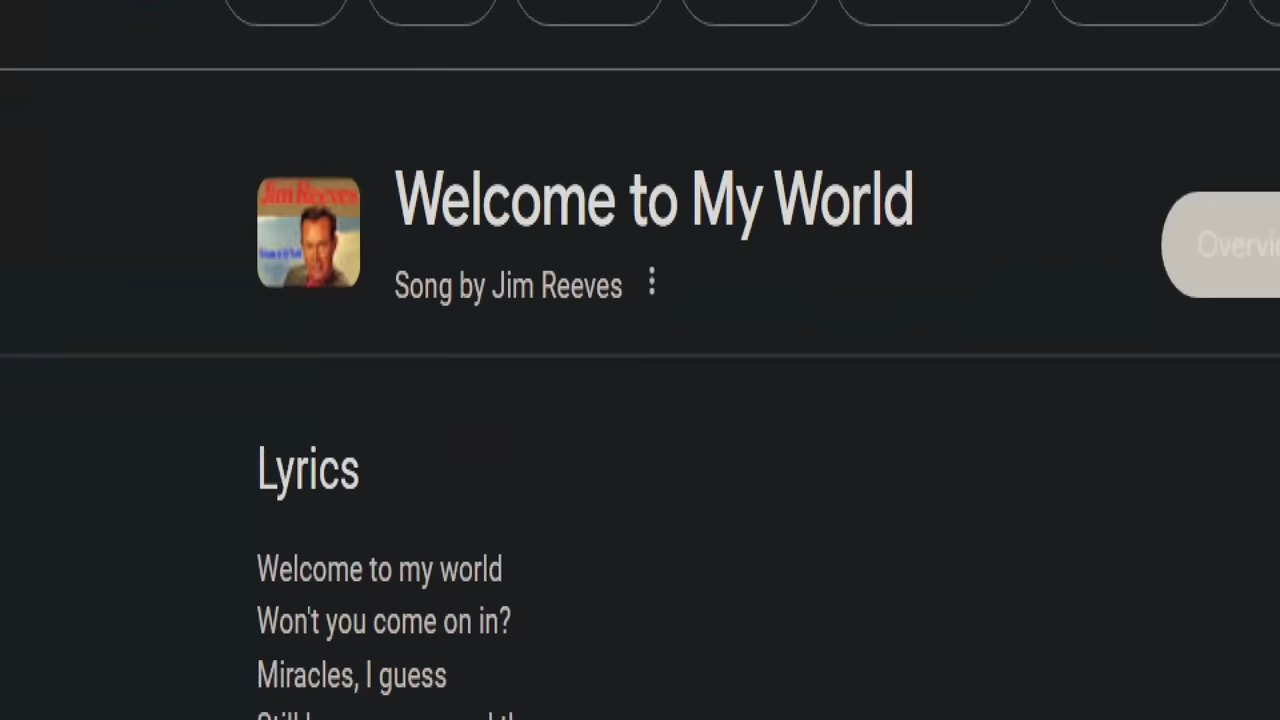 Jim Reeves
Welcome to My World
Song by Jim Reeves
Lyrics
Welcome to my world
Won't you come on in?
Miracles, I guess